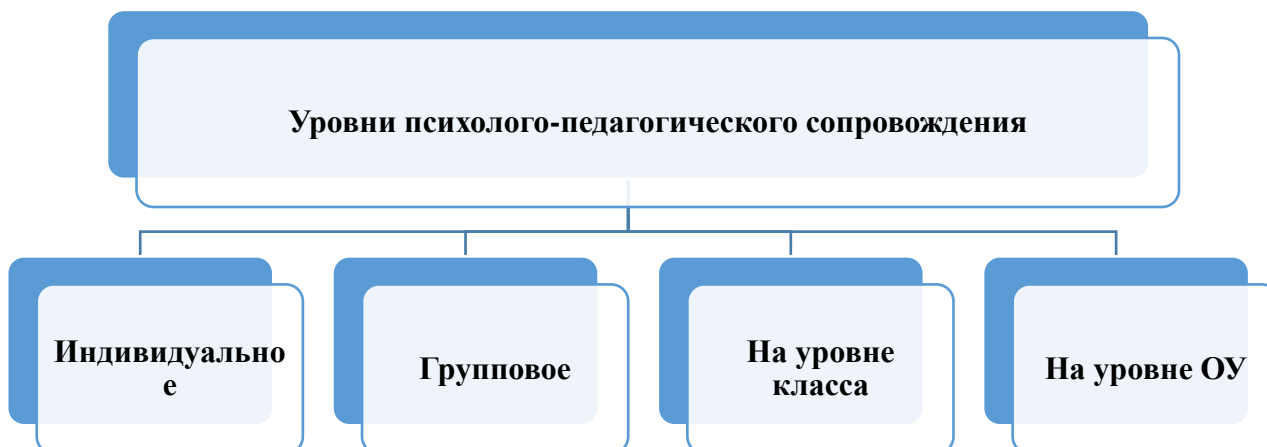 Уровни психолого-педагогического сопровождения
Индивидуально
е
Групповое
На уровне
класса
На уровне ОУ